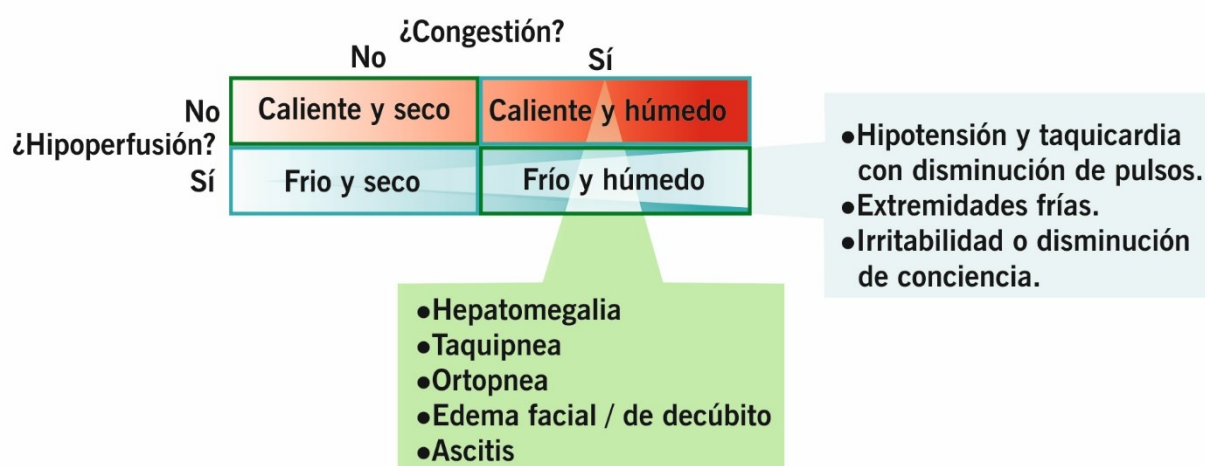 ¿Congestión?
No
Sí
No
Caliente y seco
Caliente y húmedo
¿Hipoperfusión?
Sí
Frio y seco
Frío y húmedo
●Hipotensión y taquicardia
con disminución de pulsos.
●Extremidades frías.
●Irritabilidad o disminución
de conciencia.
●Hepatomegalia
●Taquipnea
●Ortopnea
●Edema facial / de decúbito
●Ascitis